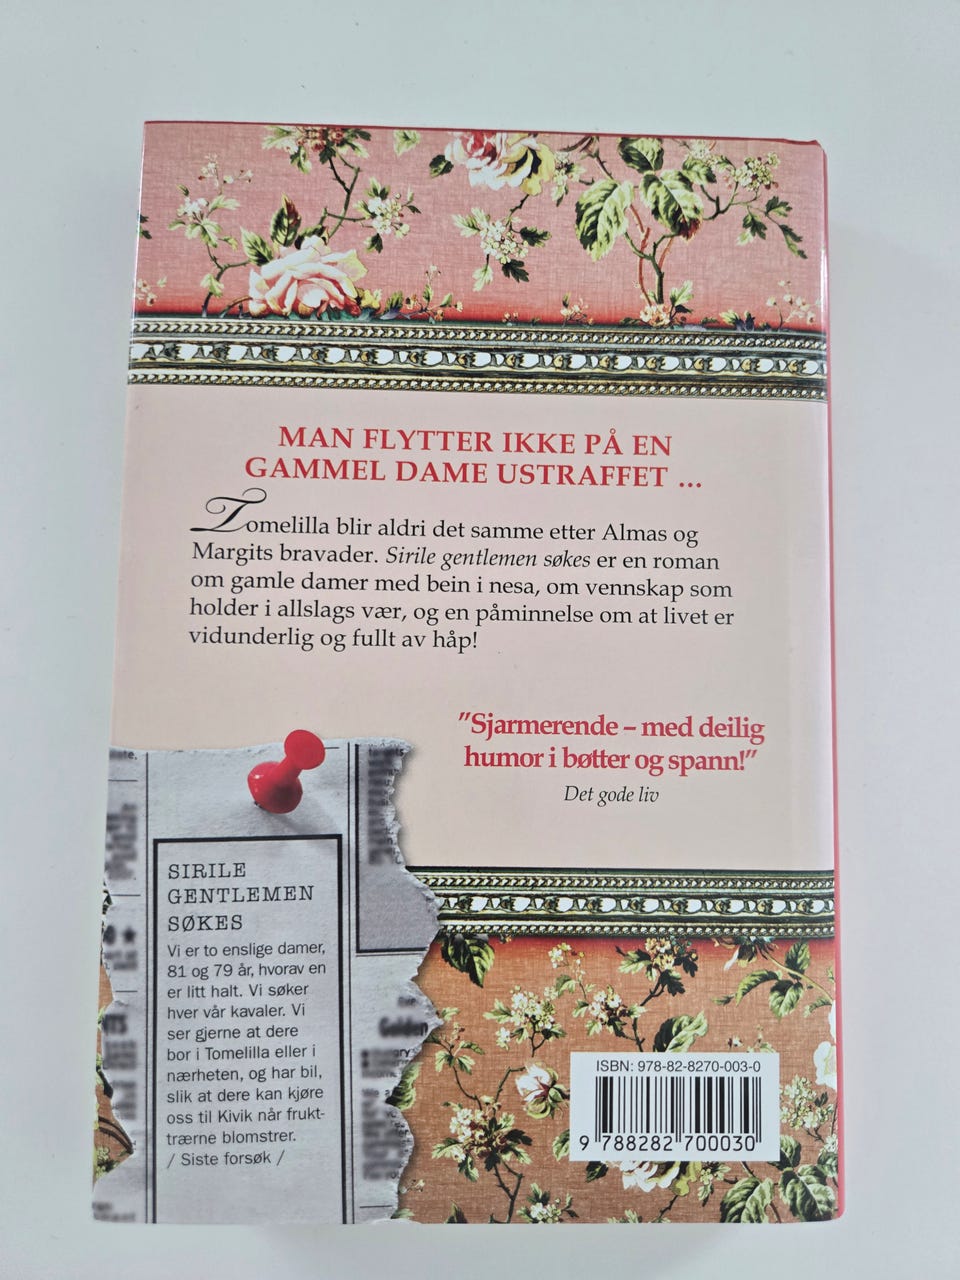 MAN FLYTTER IKKE PÅ EN
GAMMEL DAME USTRAFFET ...
Tomelilla blir aldri det samme etter Almas og
Margits bravader. Sirile gentlemen søkes er en roman
om gamle damer med bein i nesa, om vennskap som
holder i allslags vær, og en påminnelse om at livet er
vidunderlig og fullt av håp!
"Sjarmerende – med deilig
humor i bøtter og spann!"
Det gode liv
SIRILE
GENTLEMEN
SØKES
Vi er to enslige damer,
81 og 79 år, hvorav en
er litt halt. Vi søker
hver vår kavaler. Vi
ser gjerne at dere
bor i Tomelilla eller i
nærheten, og har bil,
slik at dere kan kjøre
oss til Kivik når frukt-
trærne blomstrer.
/ Siste forsøk /
ISBN: 978-82-8270-003-0
9 788282 700030